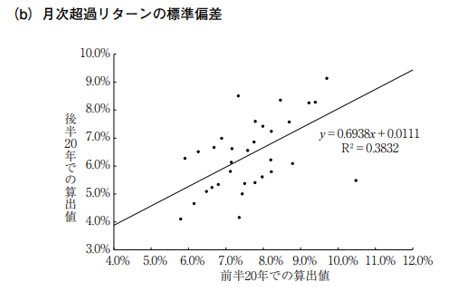 (b) 月次超過リターンの標準偏差
10.0%
9.0%
8.0%
7.0%
6.0%
5.0%
4.0%
3.0%
後半20年での算出値
y=0.6938x+0.0111
R²=0.3832
4.0% 5.0% 6.0% 7.0% 8.0% 9.0% 10.0% 11.0% 12.0%
前半20年での算出値